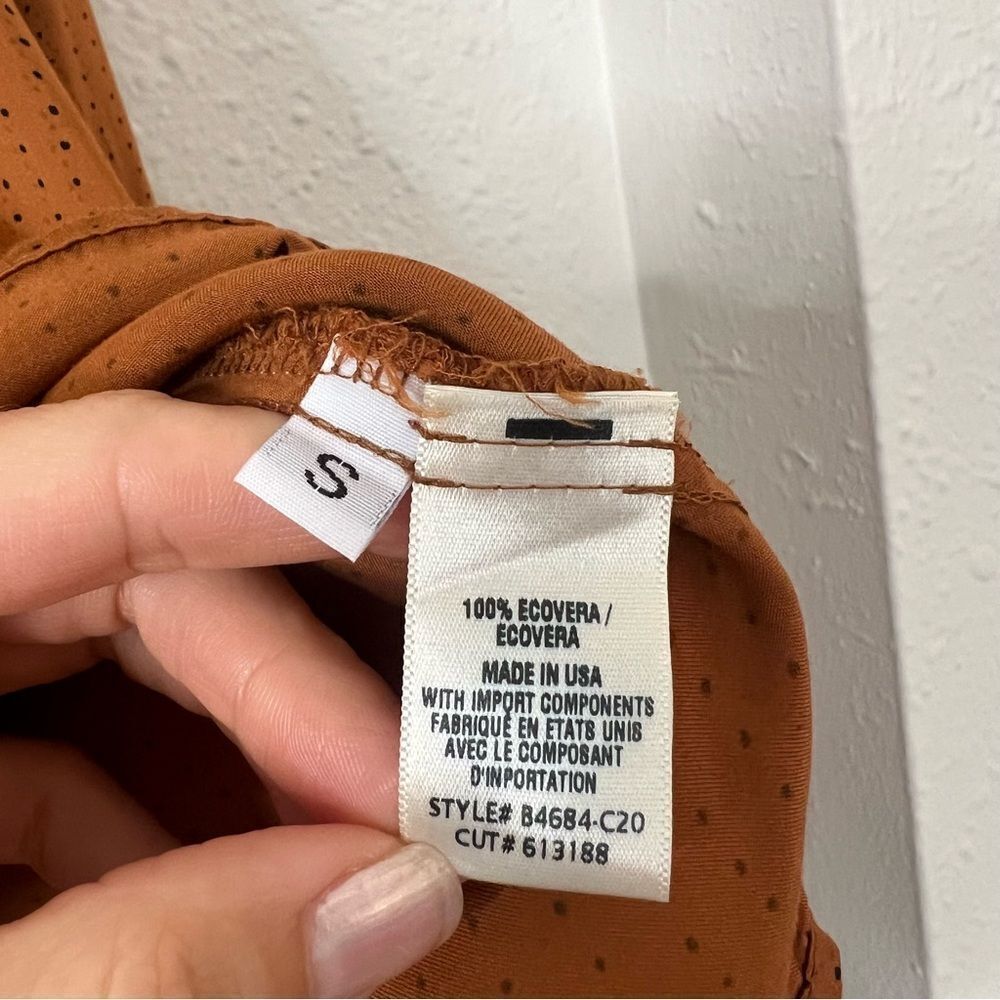 S
100% ECOVERA /
ECOVERA
MADE IN USA
WITH IMPORT COMPONENTS
FABRIQUÉ EN ETATS UNIS
AVEC LE COMPOSANT
D'INPORTATION
STYLE# B4684-C20
CUT# 613188